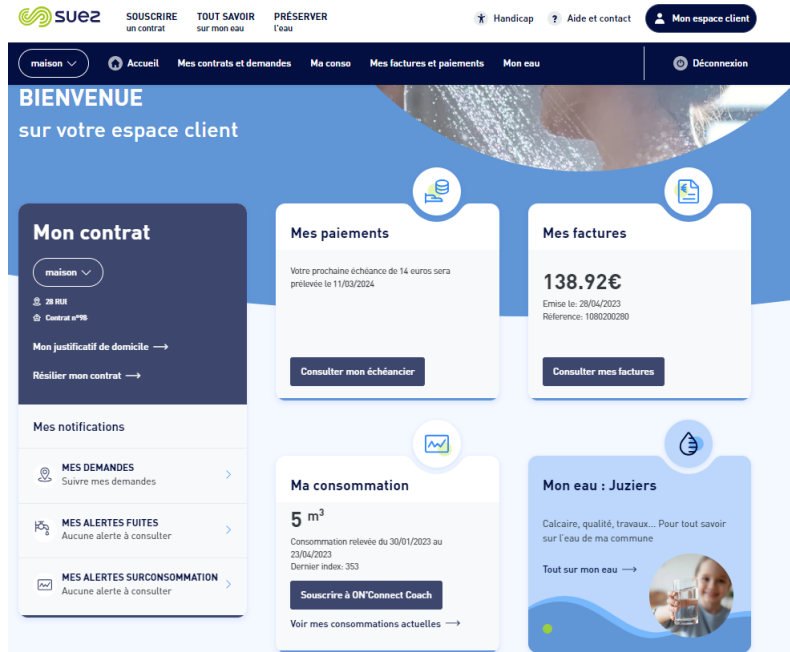 suez
SOUSCRIRE
un contrat
TOUT SAVOIR
sur mon eau
PRÉSERVER
l'eau
Handicap
? Aide et contact
Mon espace client
maison
Accueil
Mes contrats et demandes
Ma conso
Mes factures et paiements
Mon eau
Déconnexion
BIENVENUE
sur votre espace client
Mon contrat
maison
28 RUE
Contrat n°98
Mon justificatif de domicile →
Résilier mon contrat →
Mes notifications
MES DEMANDES
Suivre mes demandes
MES ALERTES FUITES
Aucune alerte à consulter
MES ALERTES SURCONSOMMATION
Aucune alerte à consulter
Mes paiements
Votre prochaine échéance de 14 euros sera
prélevée le 11/03/2024
Consulter mon échéancier
Mes factures
138.92€
Emise le: 28/04/2023
Réference: 1080200280
Consulter mes factures
Ma consommation
5 m³
Consommation relevée du 30/01/2023 au
23/04/2023
Dernier index: 353
Souscrire à ON'Connect Coach
Voir mes consommations actuelles →
Mon eau : Juziers
Calcaire, qualité, travaux... Pour tout savoir
sur l'eau de ma commune
Tout sur mon eau →